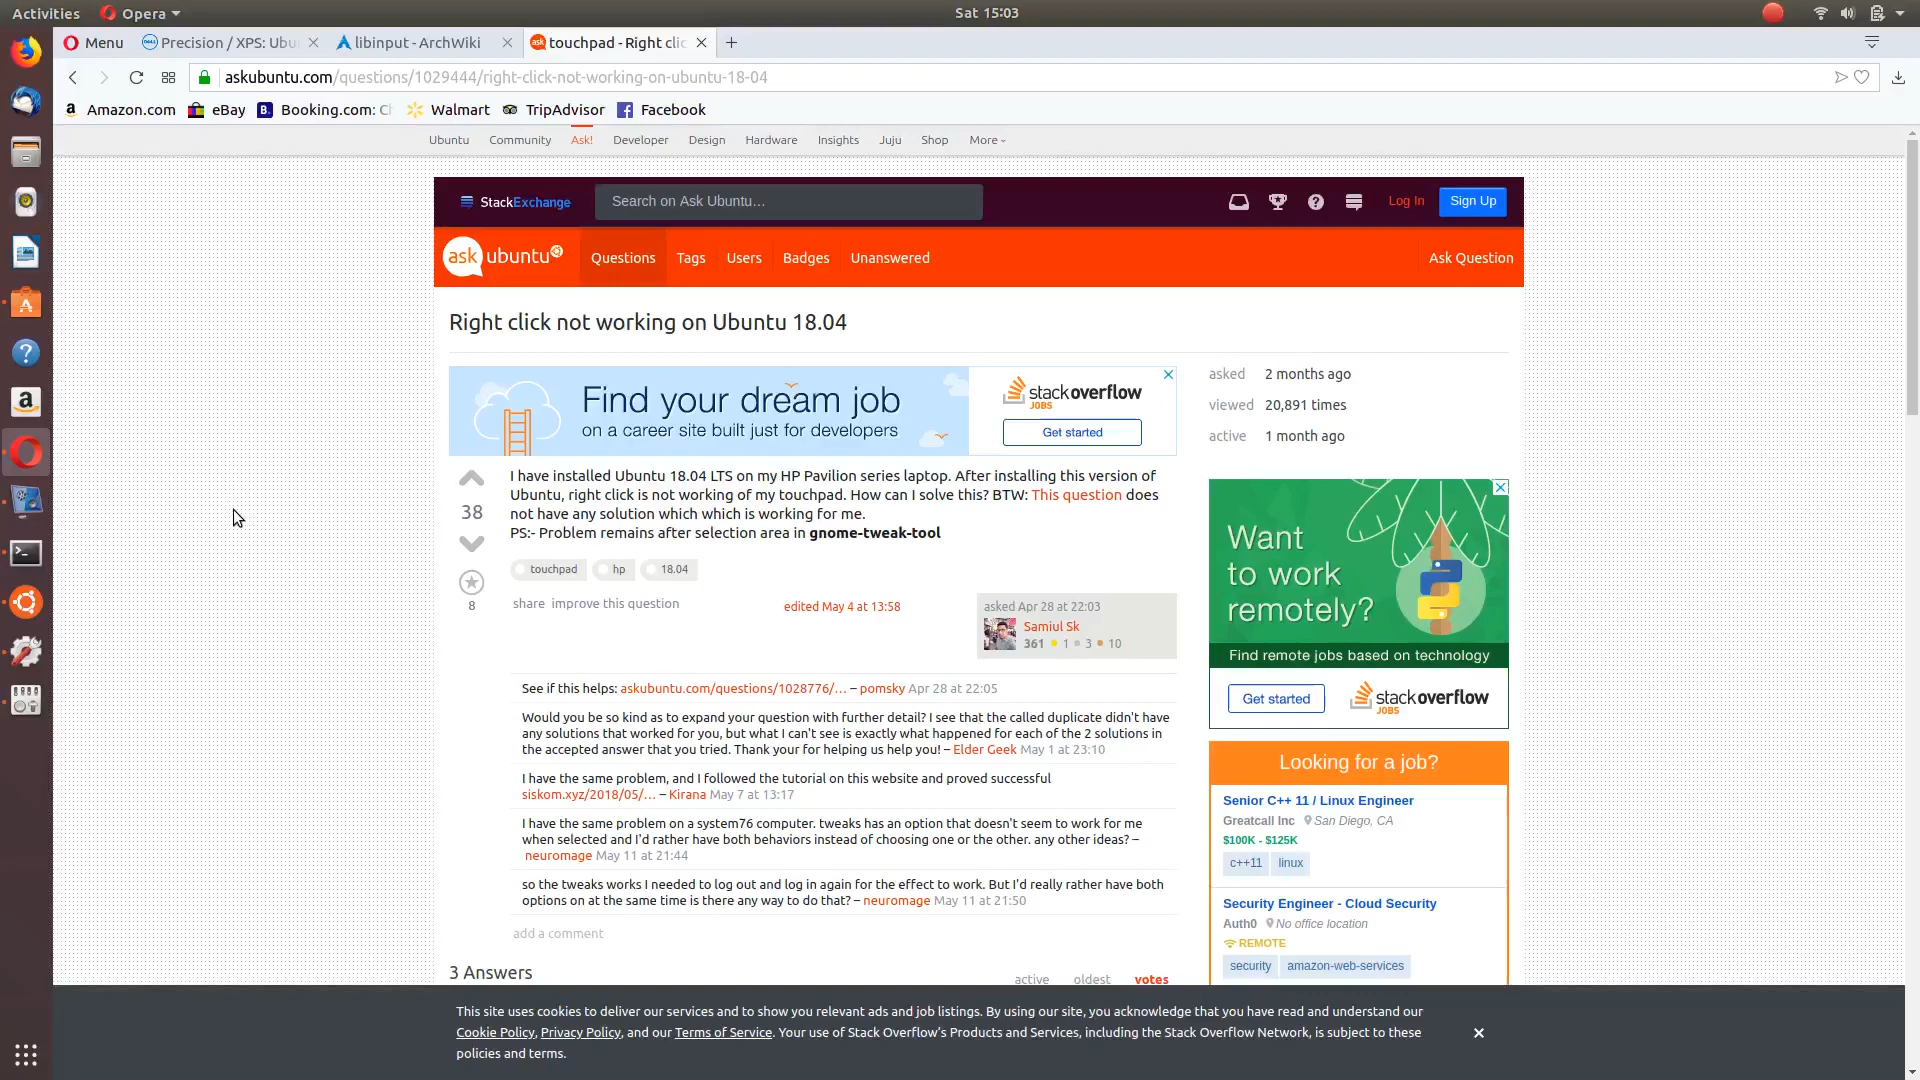 Activities Opera Sat 15:03
Menu Precision / XPS: Ubu libinput - ArchWiki touchpad - Right clic
askubuntu.com/questions/1029444/right-click-not-working-on-ubuntu-18-04
Amazon.com eBay Booking.com: Walmart TripAdvisor Facebook
Ubuntu Community Ask! Developer Design Hardware Insights Juju Shop More
StackExchange Search on Ask Ubuntu... Log In Sign Up
ask ubuntu Questions Tags Users Badges Unanswered Ask Question
Right click not working on Ubuntu 18.04
Find your dream job
on a career site built just for developers
stackoverflow
JOBS
Get started
asked 2 months ago
viewed 20,891 times
active 1 month ago
I have installed Ubuntu 18.04 LTS on my HP Pavilion series laptop. After installing this version of
Ubuntu, right click is not working of my touchpad. How can I solve this? BTW: This question does
not have any solution which which is working for me.
PS:- Problem remains after selection area in gnome-tweak-tool
38
8
touchpad hp 18.04
share improve this question edited May 4 at 13:58
asked Apr 28 at 22:03
Samiul Sk
361 1 3 10
See if this helps: askubuntu.com/questions/1028776/... – pomsky Apr 28 at 22:05
Would you be so kind as to expand your question with further detail? I see that the called duplicate didn't have
any solutions that worked for you, but what I can't see is exactly what happened for each of the 2 solutions in
the accepted answer that you tried. Thank your for helping us help you! – Elder Geek May 1 at 23:10
I have the same problem, and I followed the tutorial on this website and proved successful
siskom.xyz/2018/05/... – Kirana May 7 at 13:17
I have the same problem on a system76 computer. tweaks has an option that doesn't seem to work for me
when selected and I'd rather have both behaviors instead of choosing one or the other. any other ideas? –
neuromage May 11 at 21:44
so the tweaks works I needed to log out and log in again for the effect to work. But I'd really rather have both
options on at the same time is there any way to do that? – neuromage May 11 at 21:50
add a comment
3 Answers active oldest votes
Want
to work
remotely?
Find remote jobs based on technology
Get started stackoverflow
JOBS
Looking for a job?
Senior C++ 11 / Linux Engineer
Greatcall Inc San Diego, CA
$100K - $125K
c++11 linux
Security Engineer - Cloud Security
Auth0 No office location
REMOTE
security amazon-web-services
This site uses cookies to deliver our services and to show you relevant ads and job listings. By using our site, you acknowledge that you have read and understand our
Cookie Policy, Privacy Policy, and our Terms of Service. Your use of Stack Overflow's Products and Services, including the Stack Overflow Network, is subject to these
policies and terms.